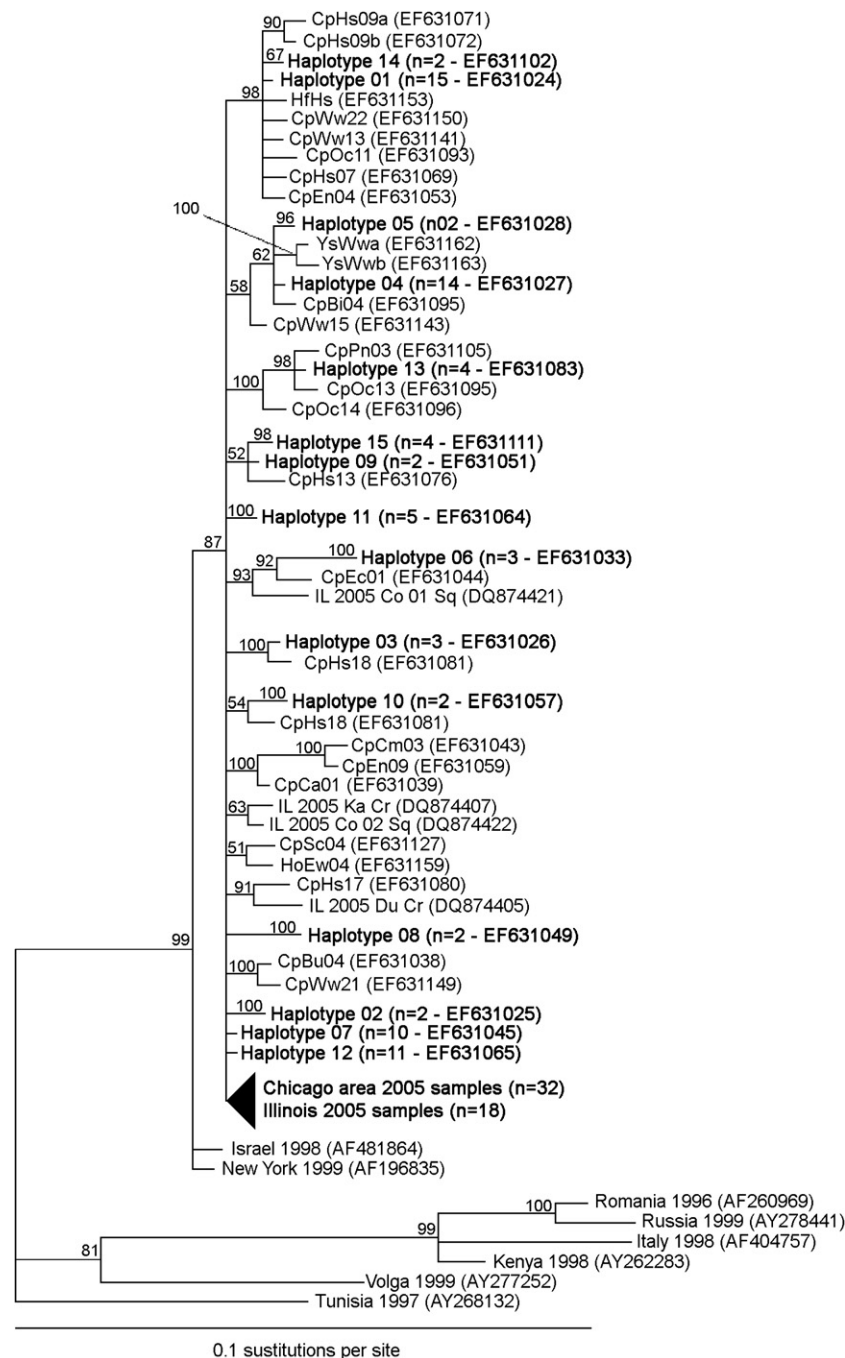 90
CpHs09a (EF631071)
CpHs09b (EF631072)
67
Haplotype 14 (n=2 - EF631102)
Haplotype 01 (n=15 - EF631024)
98
HfHs (EF631153)
CpWw22 (EF631150)
CpWw13 (EF631141)
CpOc11 (EF631093)
CpHs07 (EF631069)
CpEn04 (EF631053)
100
96
Haplotype 05 (n02 - EF631028)
YsWwa (EF631162)
62
YsWwb (EF631163)
58
Haplotype 04 (n=14 - EF631027)
CpBi04 (EF631095)
CpWw15 (EF631143)
CpPn03 (EF631105)
98
Haplotype 13 (n=4 - EF631083)
100
CpOc13 (EF631095)
CpOc14 (EF631096)
98
Haplotype 15 (n=4 - EF631111)
52
Haplotype 09 (n=2 - EF631051)
CpHs13 (EF631076)
100
Haplotype 11 (n=5 - EF631064)
87
100
Haplotype 06 (n=3 - EF631033)
92
93
CpEc01 (EF631044)
IL 2005 Co 01 Sq (DQ874421)
100
Haplotype 03 (n=3 - EF631026)
CpHs18 (EF631081)
100
54
Haplotype 10 (n=2 - EF631057)
CpHs18 (EF631081)
100
CpCm03 (EF631043)
100
CpEn09 (EF631059)
CpCa01 (EF631039)
63
IL 2005 Ka Cr (DQ874407)
IL 2005 Co 02 Sq (DQ874422)
51
CpSc04 (EF631127)
HoEw04 (EF631159)
91
CpHs17 (EF631080)
IL 2005 Du Cr (DQ874405)
100
Haplotype 08 (n=2 - EF631049)
99
100
CpBu04 (EF631038)
CpWw21 (EF631149)
100
Haplotype 02 (n=2 - EF631025)
Haplotype 07 (n=10 - EF631045)
Haplotype 12 (n=11 - EF631065)
Chicago area 2005 samples (n=32)
Illinois 2005 samples (n=18)
Israel 1998 (AF481864)
New York 1999 (AF196835)
100
Romania 1996 (AF260969)
Russia 1999 (AY278441)
99
Italy 1998 (AF404757)
81
Kenya 1998 (AY262283)
Volga 1999 (AY277252)
Tunisia 1997 (AY268132)
0.1 sustitutions per site